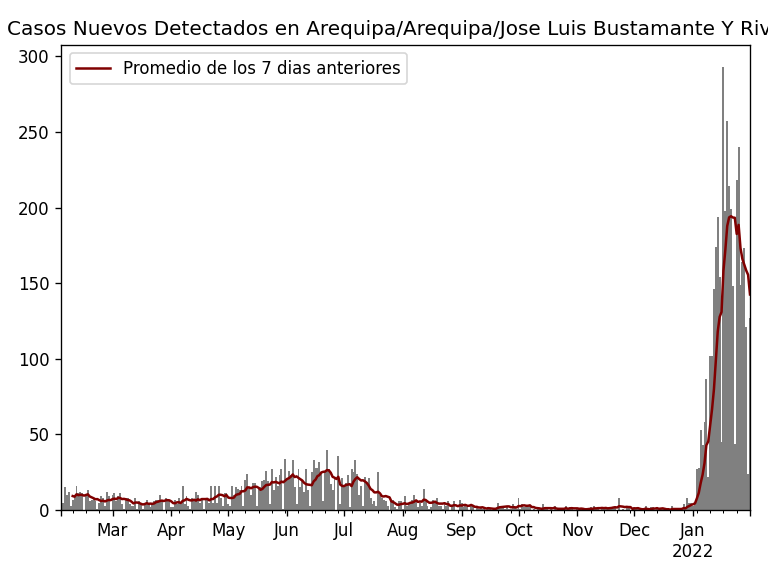 Casos Nuevos Detectados en Arequipa/Arequipa/Jose Luis Bustamante Y Riv
Promedio de los 7 dias anteriores
300
250
200
150
100
50
0
Mar Apr May Jun Jul Aug Sep Oct Nov Dec Jan
2022